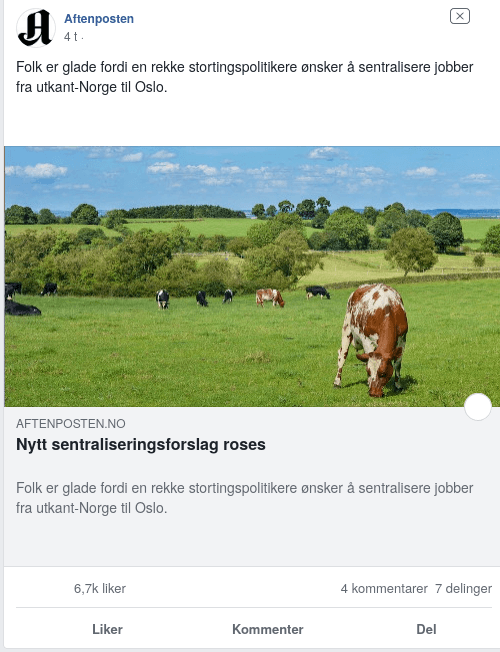 Aftenposten
4 t ·
Folk er glade fordi en rekke stortingspolitikere ønsker å sentralisere jobber
fra utkant-Norge til Oslo.
AFTENPOSTEN.NO
Nytt sentraliseringsforslag roses
Folk er glade fordi en rekke stortingspolitikere ønsker å sentralisere jobber
fra utkant-Norge til Oslo.
6,7k liker 4 kommentarer 7 delinger
Liker Kommenter Del